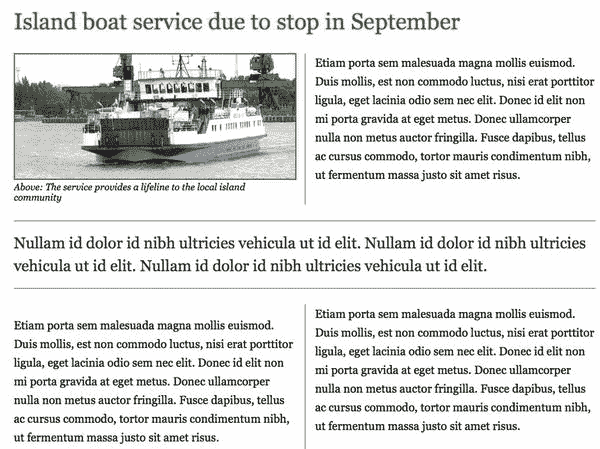 Island boat service due to stop in September
Above: The service provides a lifeline to the local island
community
Etiam porta sem malesuada magna mollis euismod.
Duis mollis, est non commodo luctus, nisi erat porttitor
ligula, eget lacinia odio sem nec elit. Donec id elit non
mi porta gravida at eget metus. Donec ullamcorper
nulla non metus auctor fringilla. Fusce dapibus, tellus
ac cursus commodo, tortor mauris condimentum nibh,
ut fermentum massa justo sit amet risus.
Nullam id dolor id nibh ultricies vehicula ut id elit. Nullam id dolor id nibh ultricies
vehicula ut id elit. Nullam id dolor id nibh ultricies vehicula ut id elit.
Etiam porta sem malesuada magna mollis euismod.
Duis mollis, est non commodo luctus, nisi erat porttitor
ligula, eget lacinia odio sem nec elit. Donec id elit non
mi porta gravida at eget metus. Donec ullamcorper
nulla non metus auctor fringilla. Fusce dapibus, tellus
ac cursus commodo, tortor mauris condimentum nibh,
ut fermentum massa justo sit amet risus.
Etiam porta sem malesuada magna mollis euismod.
Duis mollis, est non commodo luctus, nisi erat porttitor
ligula, eget lacinia odio sem nec elit. Donec id elit non
mi porta gravida at eget metus. Donec ullamcorper
nulla non metus auctor fringilla. Fusce dapibus, tellus
ac cursus commodo, tortor mauris condimentum nibh,
ut fermentum massa justo sit amet risus.